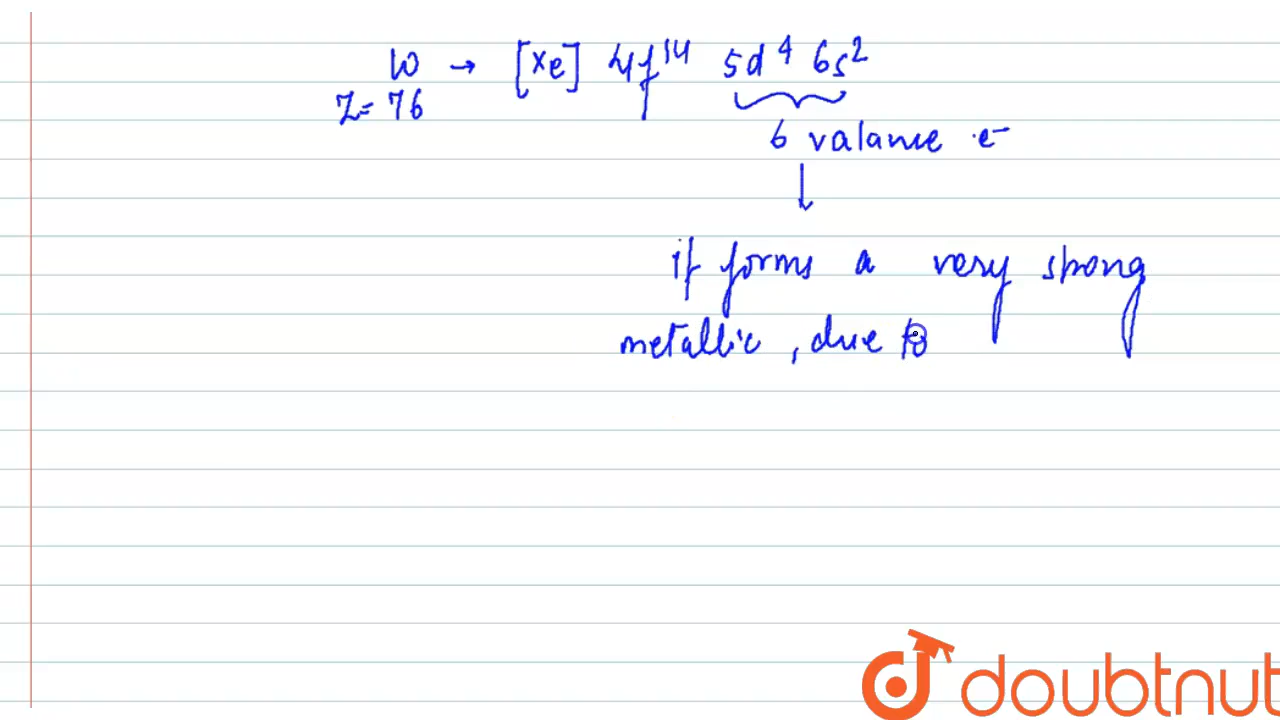 W → [Xe] 4f¹⁴ 5d⁴ 6s²
Z = 76
6 valance e⁻
↓
it forms a very strong
metallic, due to
doubtnut